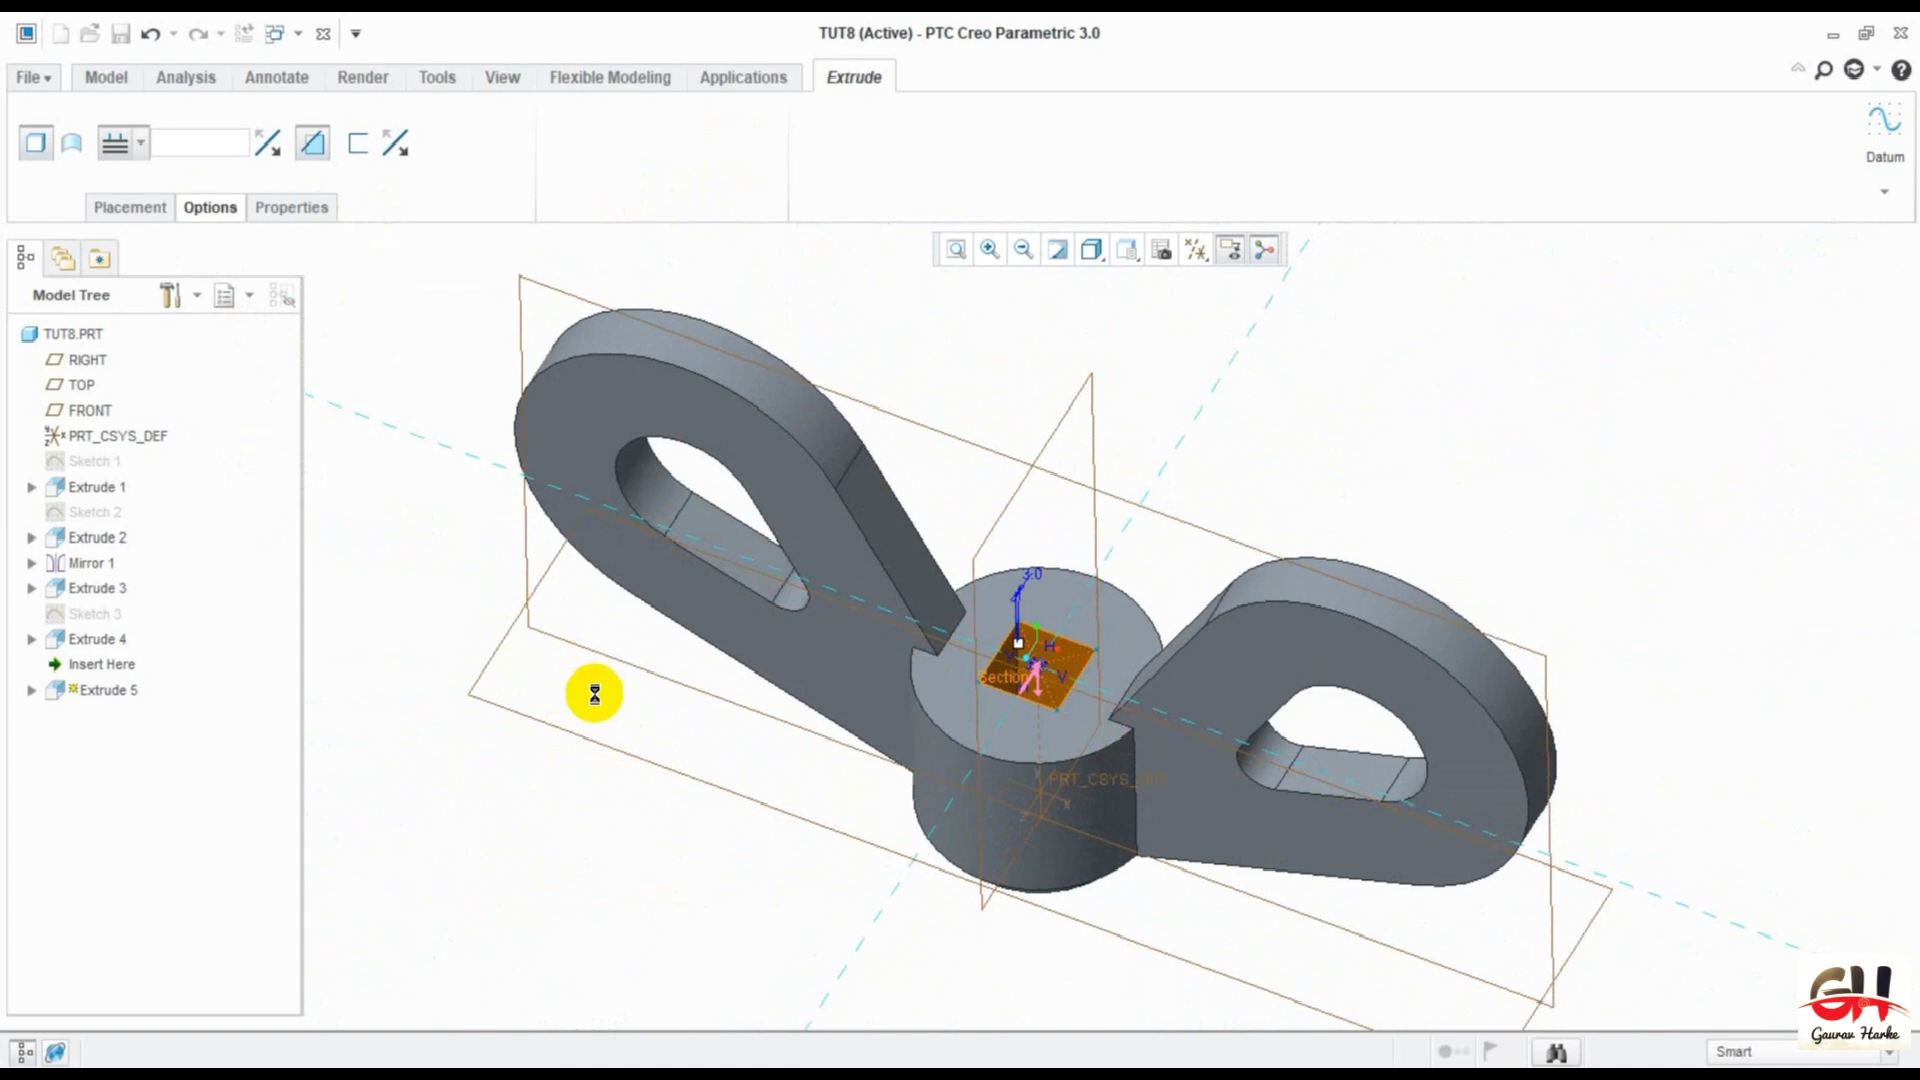 TUT8 (Active) - PTC Creo Parametric 3.0
File Model Analysis Annotate Render Tools View Flexible Modeling Applications Extrude
Datum
Placement Options Properties
Model Tree
TUT8.PRT
RIGHT
TOP
FRONT
PRT_CSYS_DEF
Sketch 1
Extrude 1
Sketch 2
Extrude 2
Mirror 1
Extrude 3
Sketch 3
Extrude 4
Insert Here
Extrude 5
3.0
H
Section
V
PRT_CSYS_DEF
X
Z
GH
Gaurav Harke
Smart